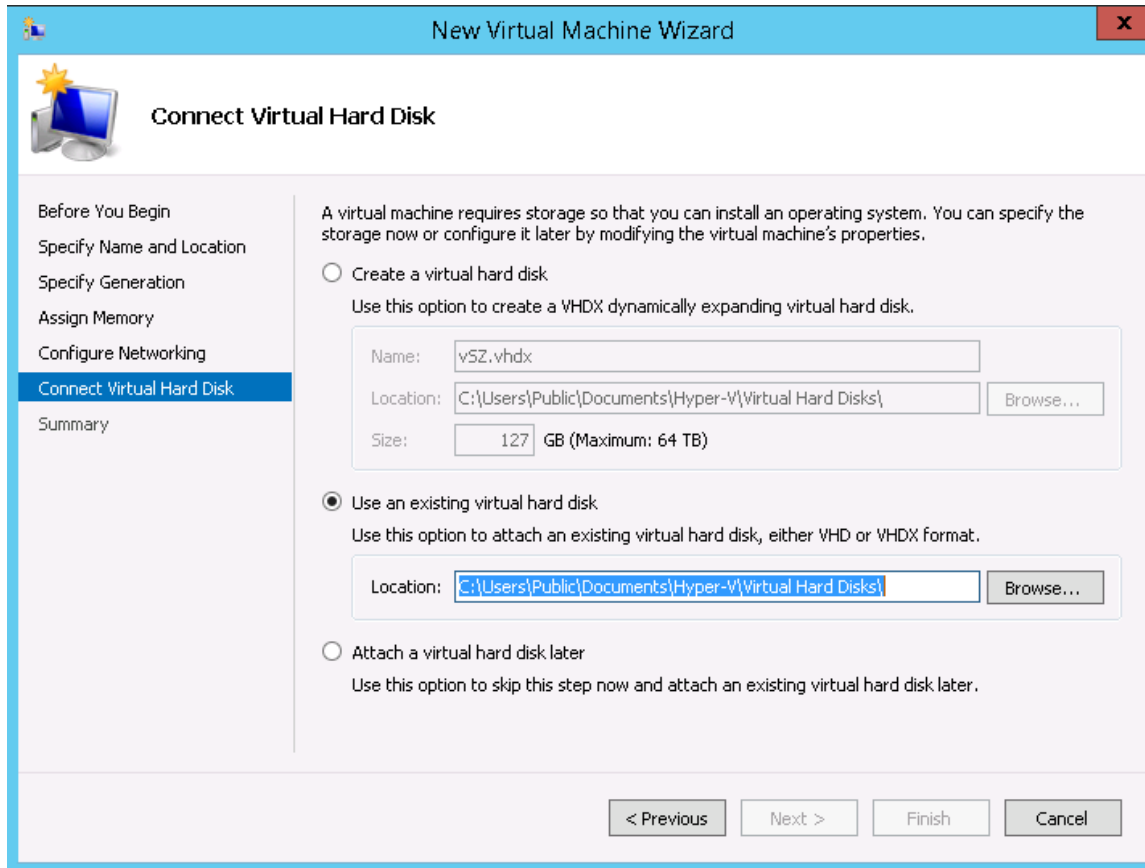 New Virtual Machine Wizard
x
Connect Virtual Hard Disk
Before You Begin
Specify Name and Location
Specify Generation
Assign Memory
Configure Networking
Connect Virtual Hard Disk
Summary
A virtual machine requires storage so that you can install an operating system. You can specify the
storage now or configure it later by modifying the virtual machine's properties.
Create a virtual hard disk
Use this option to create a VHDX dynamically expanding virtual hard disk.
Name: vSZ.vhdx
Location: C:\Users\Public\Documents\Hyper-V\Virtual Hard Disks\ Browse...
Size: 127 GB (Maximum: 64 TB)
Use an existing virtual hard disk
Use this option to attach an existing virtual hard disk, either VHD or VHDX format.
Location: C:\Users\Public\Documents\Hyper-V\Virtual Hard Disks\ Browse...
Attach a virtual hard disk later
Use this option to skip this step now and attach an existing virtual hard disk later.
< Previous Next > Finish Cancel